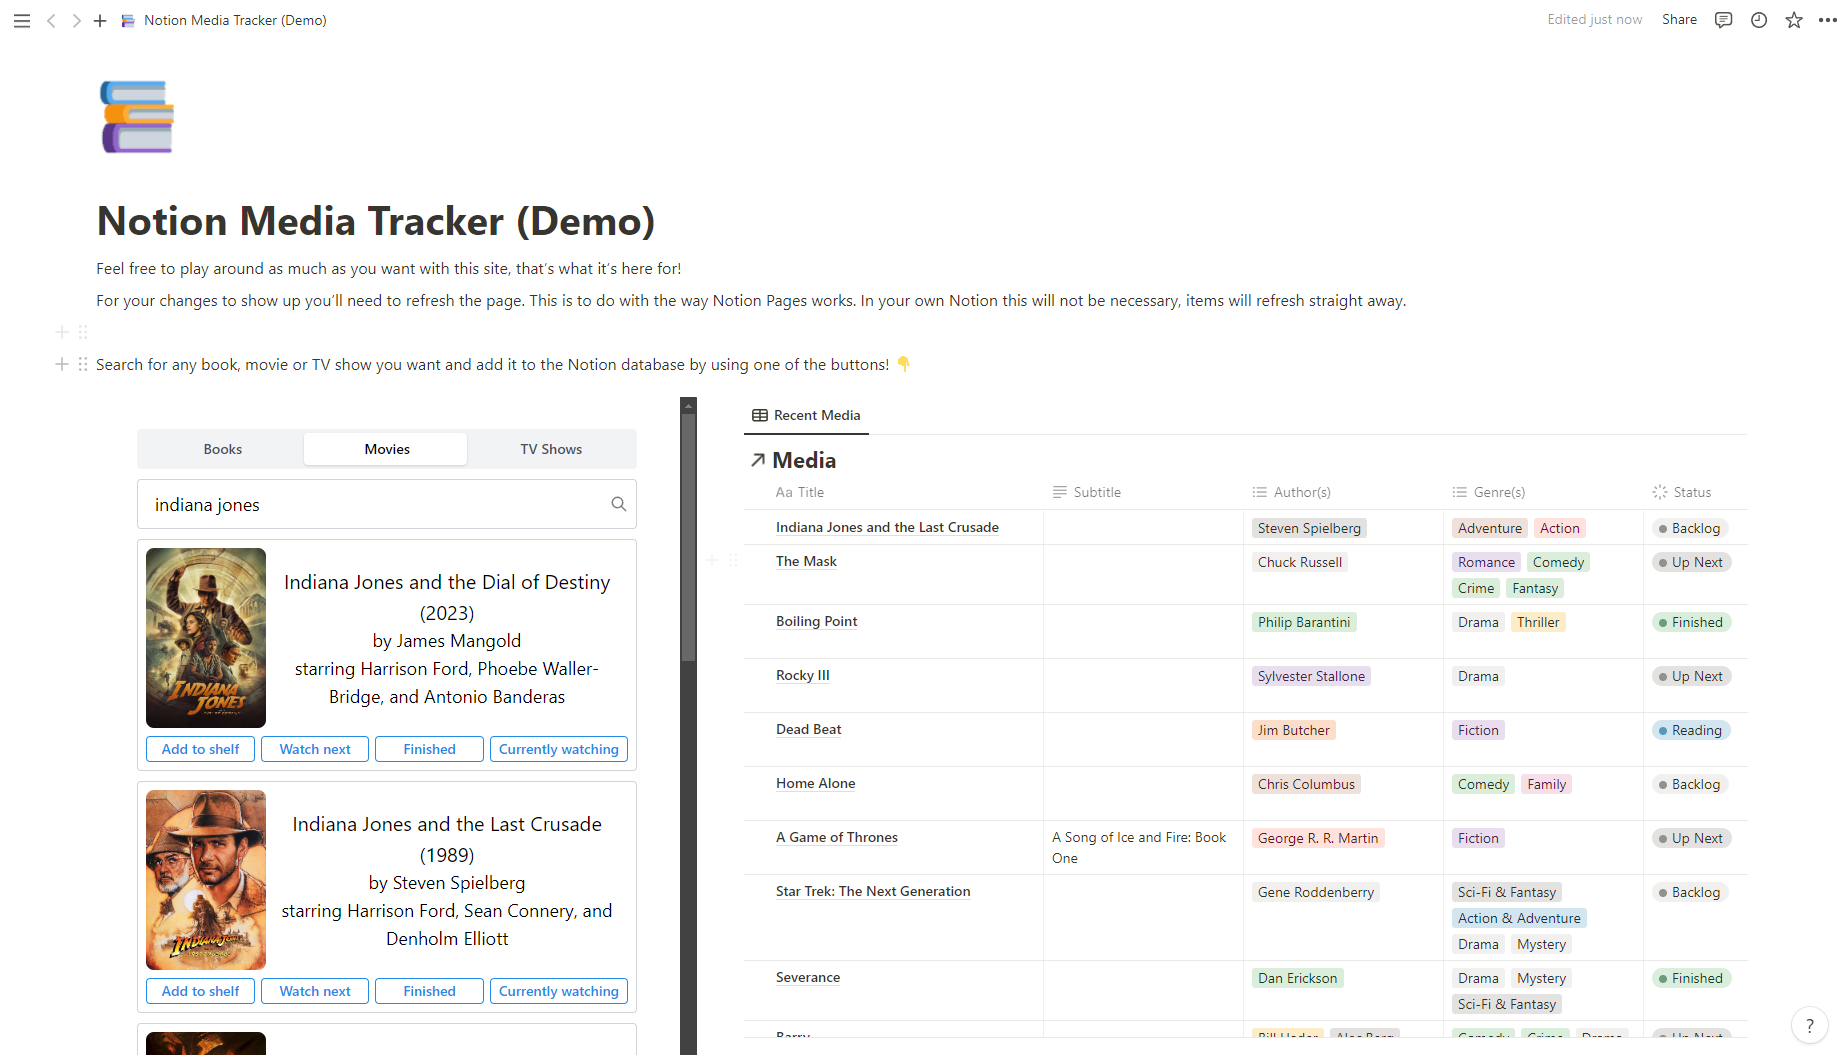 Notion Media Tracker (Demo)
Edited just now
Share
Notion Media Tracker (Demo)
Feel free to play around as much as you want with this site, that's what it's here for!
For your changes to show up you'll need to refresh the page. This is to do with the way Notion Pages works. In your own Notion this will not be necessary, items will refresh straight away.
Search for any book, movie or TV show you want and add it to the Notion database by using one of the buttons! 👇
Books Movies TV Shows
indiana jones
INDIANA JONES
Indiana Jones and the Dial of Destiny
(2023)
by James Mangold
starring Harrison Ford, Phoebe Waller-
Bridge, and Antonio Banderas
Add to shelf Watch next Finished Currently watching
INDIANA JONES
Indiana Jones and the Last Crusade
(1989)
by Steven Spielberg
starring Harrison Ford, Sean Connery, and
Denholm Elliott
Add to shelf Watch next Finished Currently watching
Recent Media
Media
Aa Title Subtitle Author(s) Genre(s) Status
Indiana Jones and the Last Crusade Steven Spielberg Adventure Action Backlog
The Mask Chuck Russell Romance Comedy Up Next
Crime Fantasy
Boiling Point Philip Barantini Drama Thriller Finished
Rocky III Sylvester Stallone Drama Up Next
Dead Beat Jim Butcher Fiction Reading
Home Alone Chris Columbus Comedy Family Backlog
A Game of Thrones A Song of Ice and Fire: Book George R. R. Martin Fiction Up Next
One
Star Trek: The Next Generation Gene Roddenberry Sci-Fi & Fantasy Backlog
Action & Adventure
Drama Mystery
Severance Dan Erickson Drama Mystery Finished
Sci-Fi & Fantasy
Barry Bill Hader Alec Berg Comedy Crime Drama Up Next
?